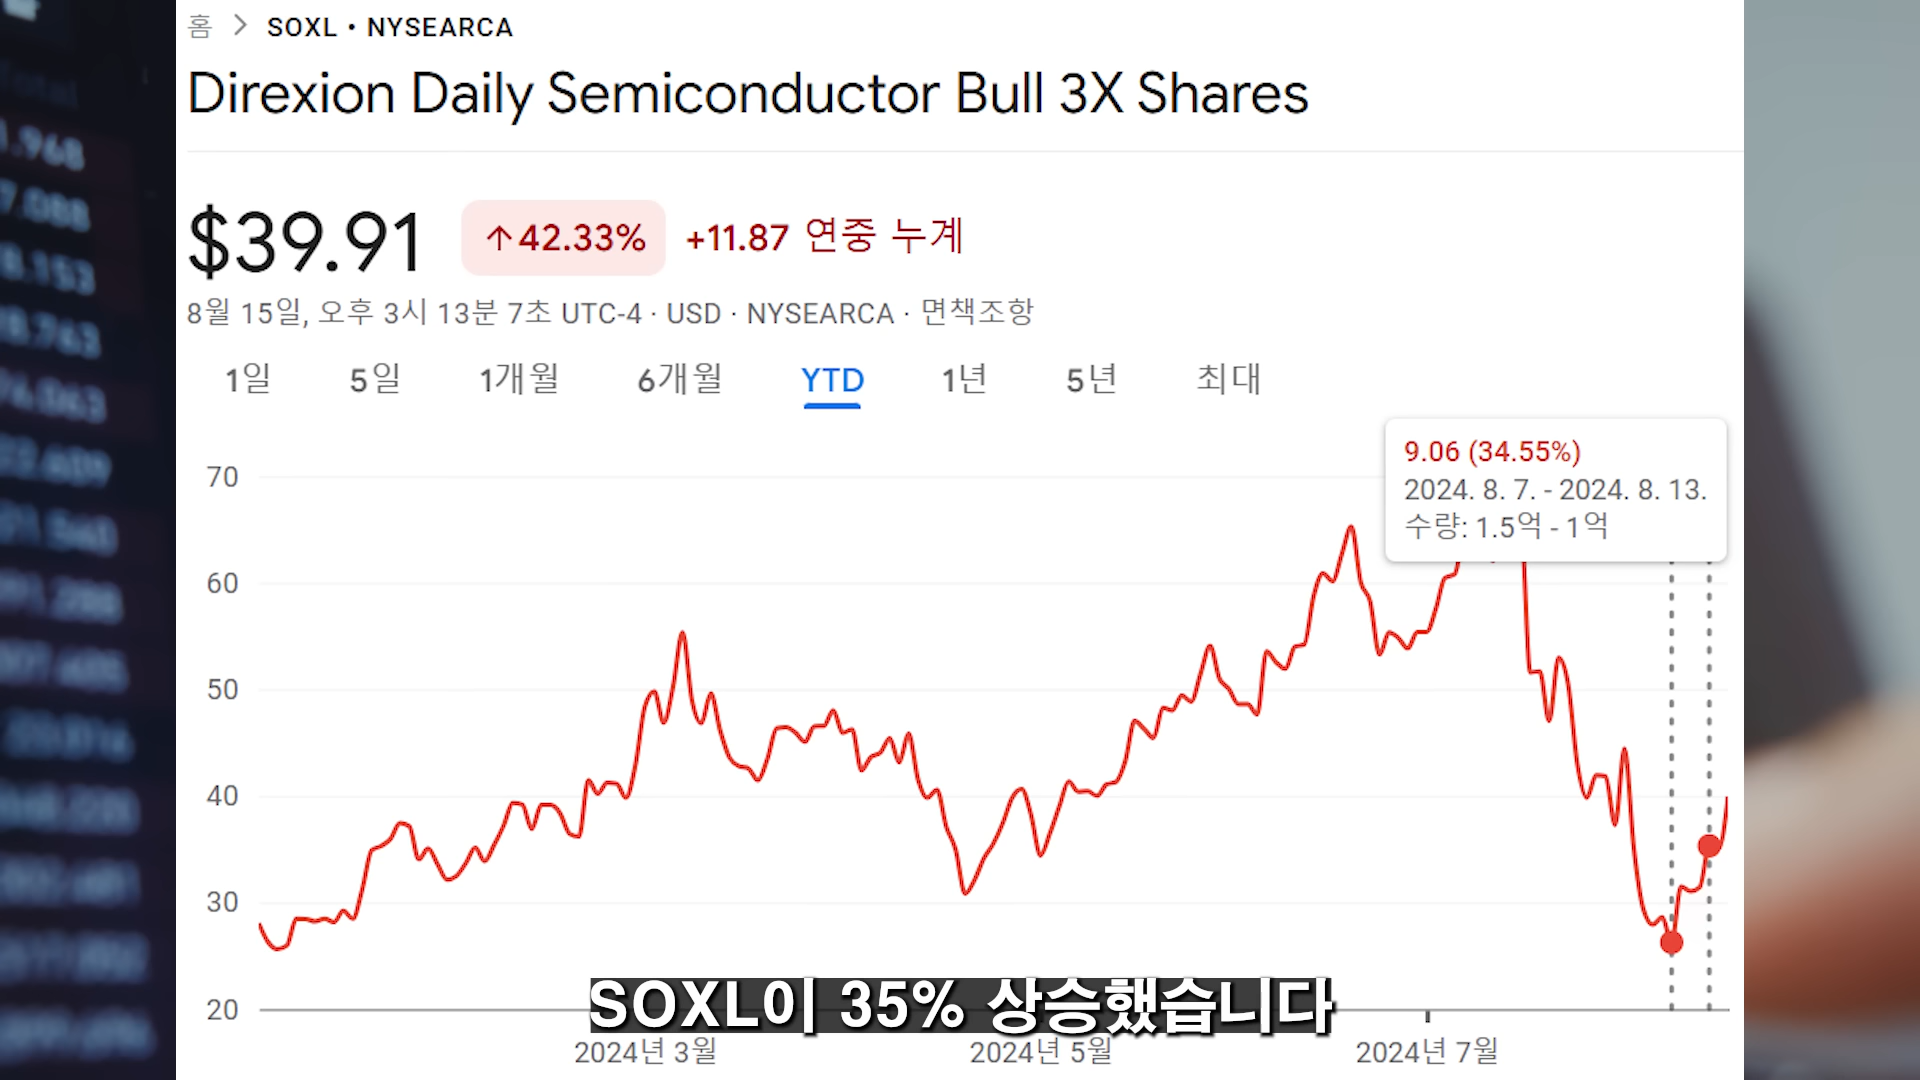 홈 > SOXL • NYSEARCA
Direxion Daily Semiconductor Bull 3X Shares
$39.91 ↑42.33% +11.87 연중 누계
8월 15일, 오후 3시 13분 7초 UTC-4 · USD · NYSEARCA · 면책조항
1일 5일 1개월 6개월 YTD 1년 5년 최대
9.06 (34.55%)
2024. 8. 7. - 2024. 8. 13.
수량: 1.5억 - 1억
70
60
50
40
30
20
SOXL이 35% 상승했습니다
2024년 3월 2024년 5월 2024년 7월